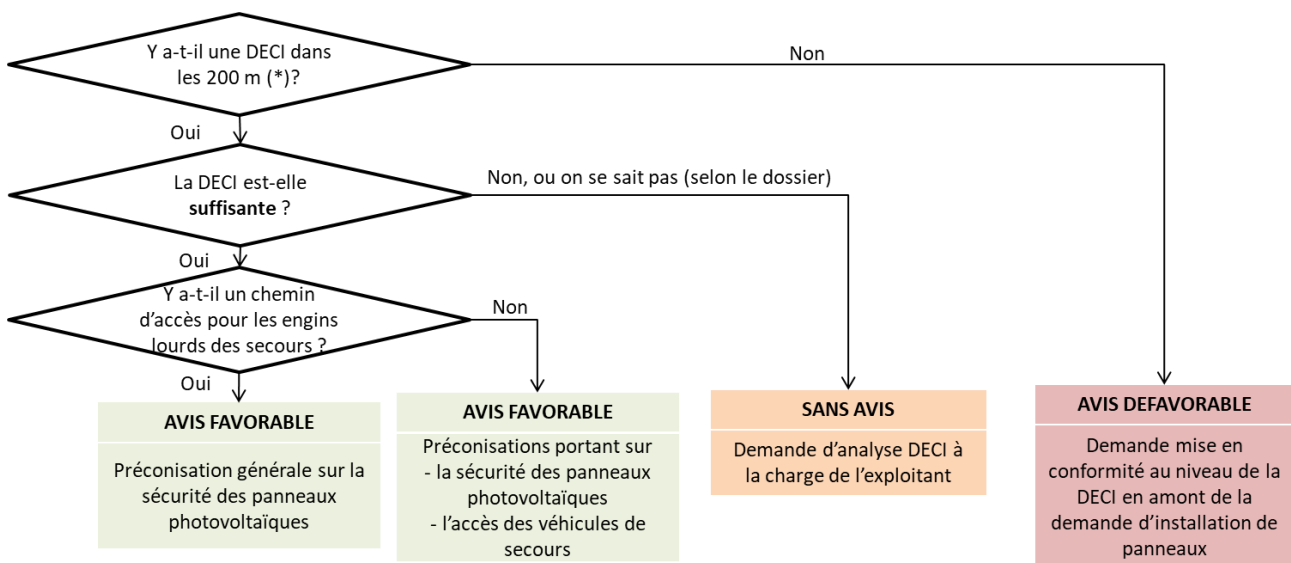 Y a-t-il une DECI dans
les 200 m (*)?
Non
Oui
La DECI est-elle
suffisante ?
Non, ou on se sait pas (selon le dossier)
Oui
Y a-t-il un chemin
d'accès pour les engins
lourds des secours ?
Non
Oui
AVIS FAVORABLE
Préconisation générale sur la
sécurité des panneaux
photovoltaïques
AVIS FAVORABLE
Préconisations portant sur
- la sécurité des panneaux
photovoltaïques
- l'accès des véhicules de
secours
SANS AVIS
Demande d'analyse DECI à
la charge de l'exploitant
AVIS DEFAVORABLE
Demande mise en
conformité au niveau de la
DECI en amont de la
demande d'installation de
panneaux